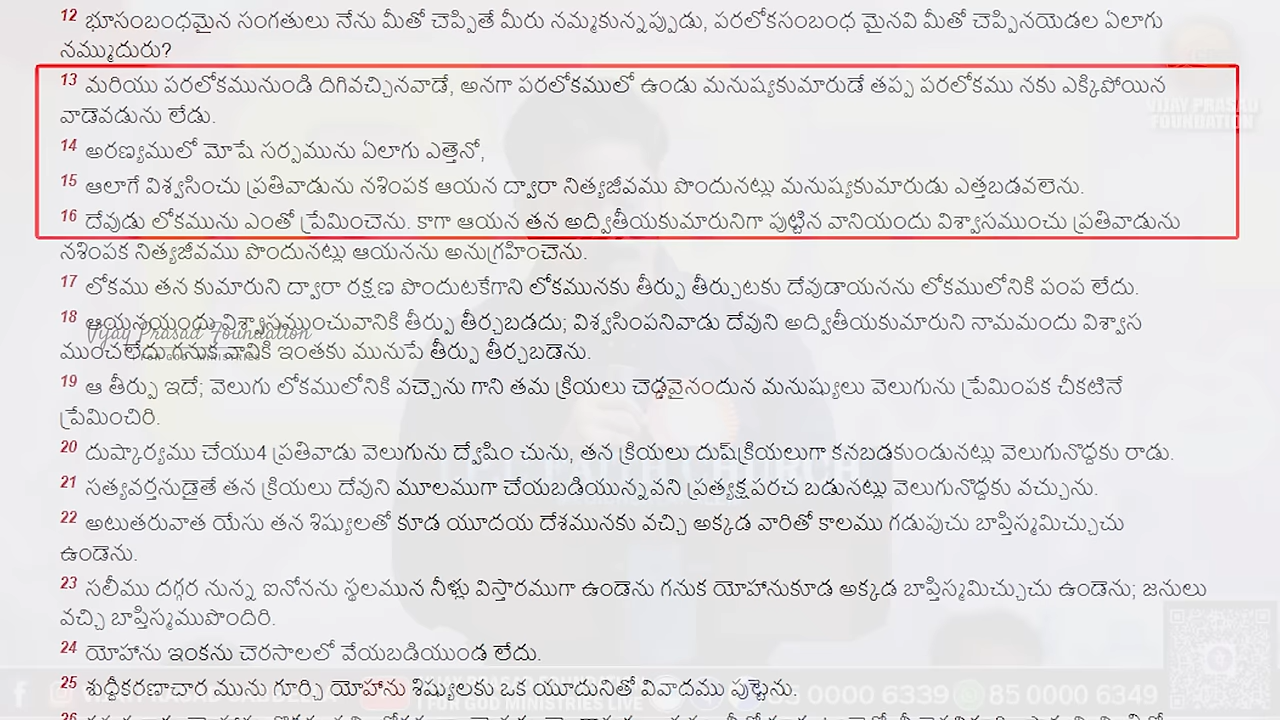 12 భూసంబంధమైన సంగతులు నేను మీతో చెప్పితే మీరు నమ్మకున్నప్పుడు, పరలోకసంబంధ మైనవి మీతో చెప్పినయెడల ఏలాగు
నమ్ముదురు?
13 మరియు పరలోకమునుండి దిగివచ్చినవాడే, అనగా పరలోకములో ఉండు మనుష్యకుమారుడే తప్ప పరలోకము నకు ఎక్కిపోయిన
వాడెవడును లేడు.
VIJAY PRASAD
FOUNDATION
14 అరణ్యములో మోషే సర్పమును ఏలాగు ఎత్తెనో,
15 ఆలాగే విశ్వసించు ప్రతివాడును నశింపక ఆయన ద్వారా నిత్యజీవము పొందునట్లు మనుష్యకుమారుడు ఎత్తబడవలెను.
16 దేవుడు లోకమును ఎంతో ప్రేమించెను. కాగా ఆయన తన అద్వితీయకుమారునిగా పుట్టిన వానియందు విశ్వాసముంచు ప్రతివాడును
నశింపక నిత్యజీవము పొందునట్లు ఆయనను అనుగ్రహించెను.
17 లోకము తన కుమారుని ద్వారా రక్షణ పొందుటకేగాని లోకమునకు తీర్పు తీర్చుటకు దేవుడాయనను లోకములోనికి పంప లేదు.
18 ఆయనయందు విశ్వాసముంచువానికి తీర్పు తీర్చబడదు; విశ్వసింపనివాడు దేవుని అద్వితీయకుమారుని నామమందు విశ్వాస
Vijay Prasad Foundation
ముంచలేదు గనుక వానికి ఇంతకు మునుపే తీర్పు తీర్చబడెను.
I FOR GOD MINISTRIES
19 ఆ తీర్పు ఇదే; వెలుగు లోకములోనికి వచ్చెను గాని తమ క్రియలు చెడ్డవైనందున మనుష్యులు వెలుగును ప్రేమింపక చీకటినే
ప్రేమించిరి.
20 దుష్కార్యము చేయు4 ప్రతివాడు వెలుగును ద్వేషిం చును, తన క్రియలు దుష్‌క్రియలుగా కనబడకుండునట్లు వెలుగునొద్దకు రాడు.
FAITH CHURCH
21 సత్యవర్తనుడైతే తన క్రియలు దేవుని మూలముగా చేయబడియున్నవని ప్రత్యక్షపరచ బడునట్లు వెలుగునొద్దకు వచ్చును.
22 అటుతరువాత యేసు తన శిష్యులతో కూడ యూదయ దేశమునకు వచ్చి అక్కడ వారితో కాలము గడుపుచు బాప్తిస్మమిచ్చుచు
ఉండెను.
23 సలీము దగ్గర నున్న ఐనోనను స్థలమున నీళ్లు విస్తారముగా ఉండెను గనుక యోహానుకూడ అక్కడ బాప్తిస్మమిచ్చుచు ఉండెను; జనులు
వచ్చి బాప్తిస్మముపొందిరి.
24 యోహాను ఇంకను చెరసాలలో వేయబడియుండ లేదు.
25 శుద్ధీకరణాచార మును గూర్చి యోహాను శిష్యులకు ఒక యూదునితో వివాదము పుట్టెను.
I FOR GOD MINISTRIES LIVE
85 0000 6339
85 0000 6349